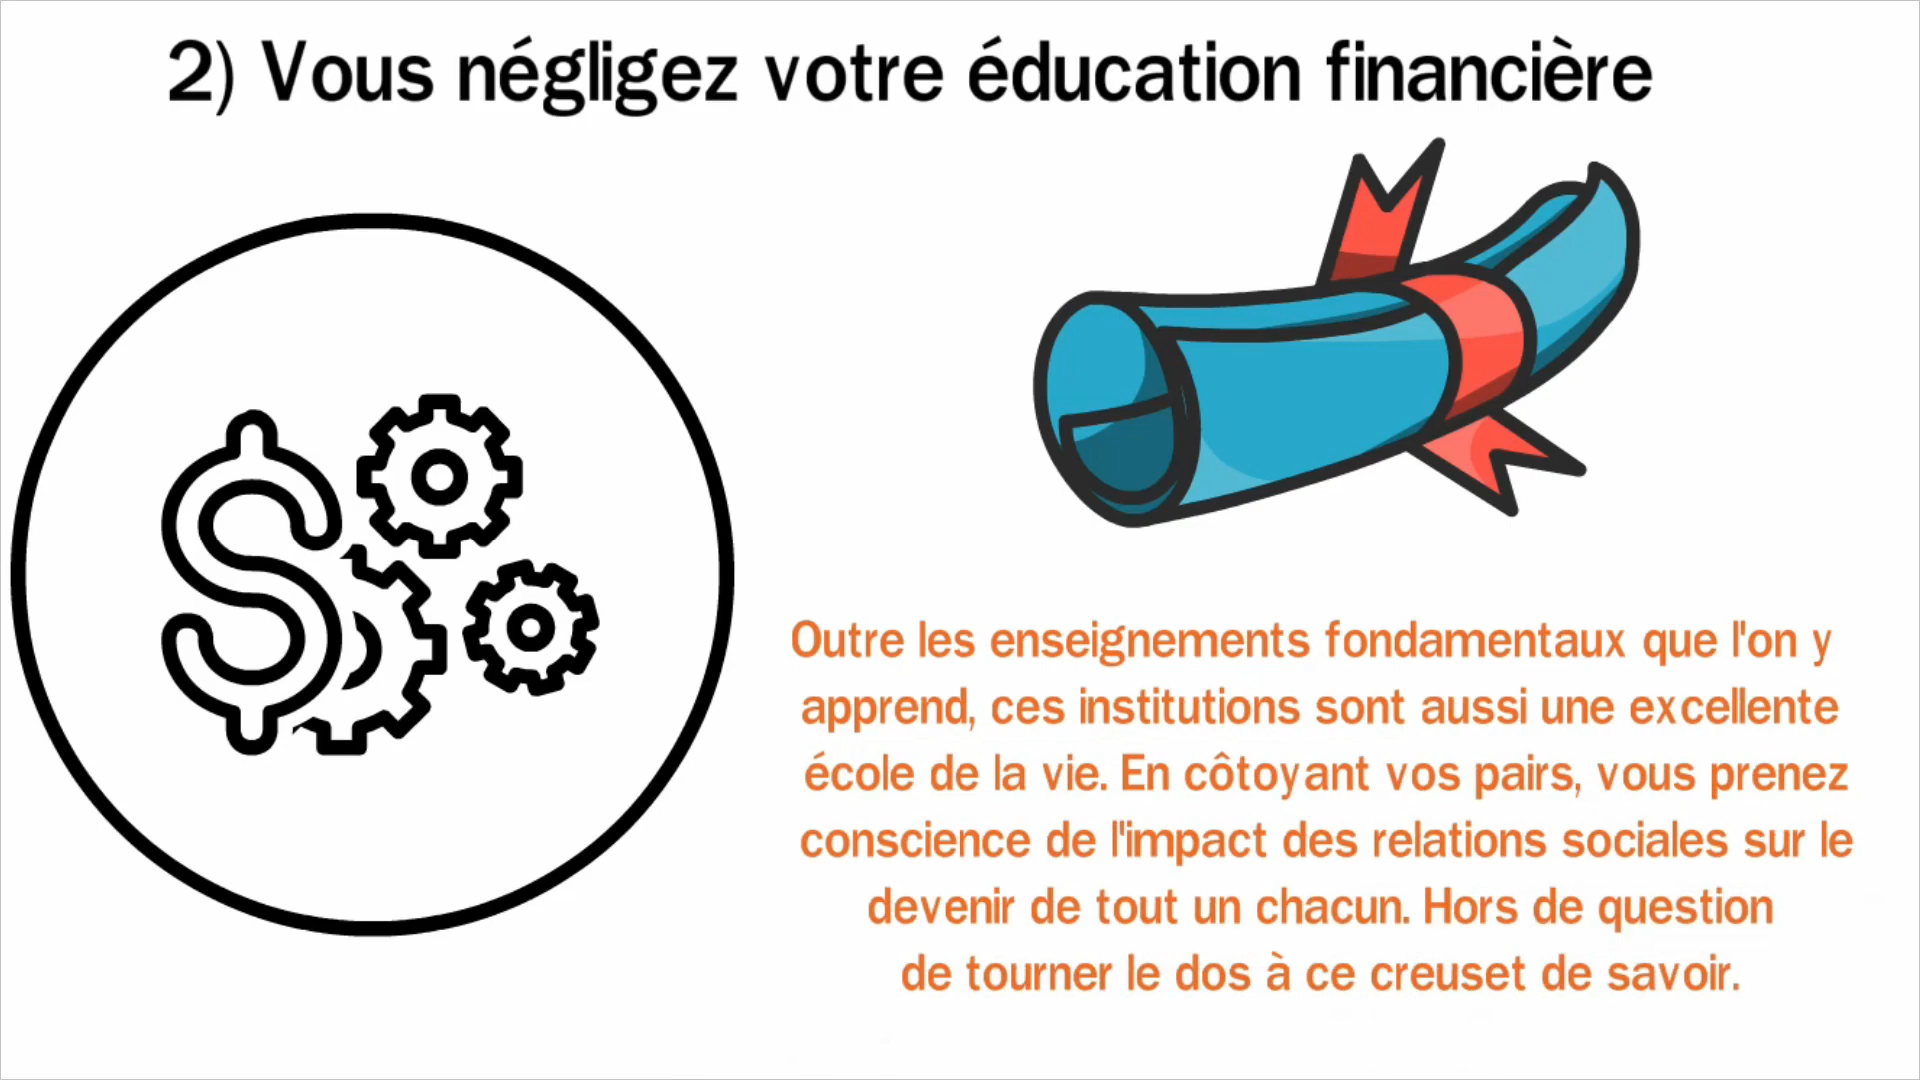 2) Vous négligez votre éducation financière
Outre les enseignements fondamentaux que l'on y
apprend, ces institutions sont aussi une excellente
école de la vie. En côtoyant vos pairs, vous prenez
conscience de l'impact des relations sociales sur le
devenir de tout un chacun. Hors de question
de tourner le dos à ce creuset de savoir.